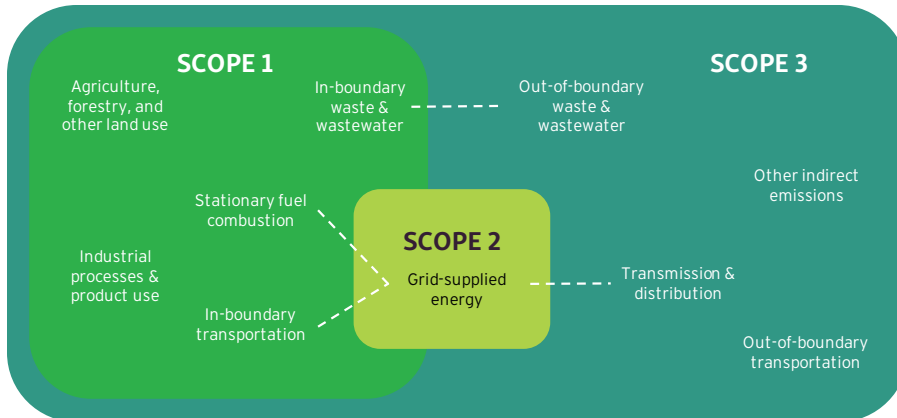 SCOPE 1
Agriculture,
forestry, and
other land use
In-boundary
waste &
wastewater
Stationary fuel
combustion
Industrial
processes &
product use
In-boundary
transportation
SCOPE 2
Grid-supplied
energy
SCOPE 3
Out-of-boundary
waste &
wastewater
Other indirect
emissions
Transmission &
distribution
Out-of-boundary
transportation